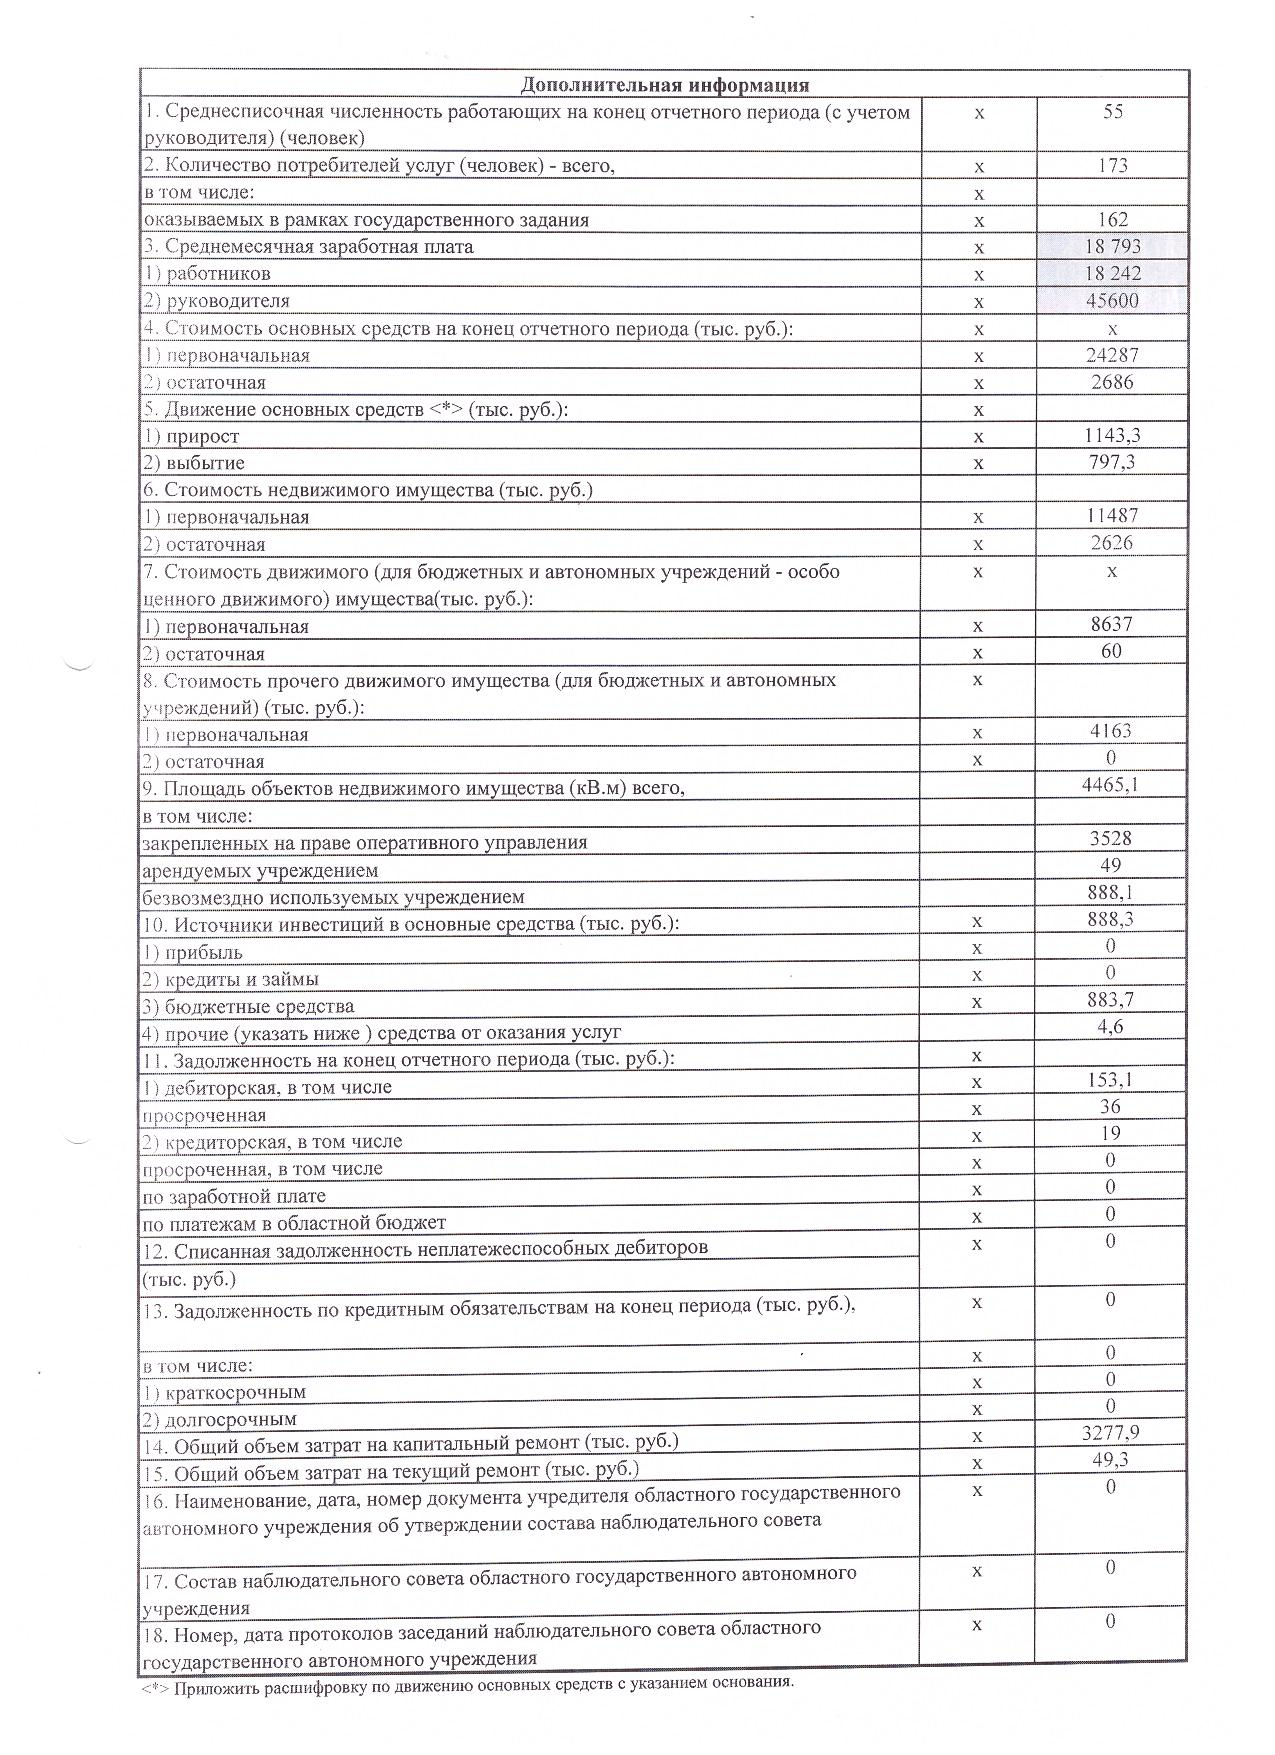 Дополнительная информация
1. Среднесписочная численность работающих на конец отчетного периода (с учетом х 55
руководителя) (человек)
2. Количество потребителей услуг (человек) - всего, х 173
в том числе: х
оказываемых в рамках государственного задания х 162
3. Среднемесячная заработная плата х 18 793
1) работников х 18 242
2) руководителя х 45600
4. Стоимость основных средств на конец отчетного периода (тыс. руб.): х х
1) первоначальная х 24287
2) остаточная х 2686
5. Движение основных средств <*> (тыс. руб.): х
1) прирост х 1143,3
2) выбытие х 797,3
6. Стоимость недвижимого имущества (тыс. руб.)
1) первоначальная х 11487
2) остаточная х 2626
7. Стоимость движимого (для бюджетных и автономных учреждений - особо х х
ценного движимого) имущества(тыс. руб.):
1) первоначальная х 8637
2) остаточная х 60
8. Стоимость прочего движимого имущества (для бюджетных и автономных х
учреждений) (тыс. руб.):
1) первоначальная х 4163
2) остаточная х 0
9. Площадь объектов недвижимого имущества (кВ.м) всего, 4465,1
в том числе:
закрепленных на праве оперативного управления 3528
арендуемых учреждением 49
безвозмездно используемых учреждением 888,1
10. Источники инвестиций в основные средства (тыс. руб.): х 888,3
1) прибыль х 0
2) кредиты и займы х 0
3) бюджетные средства х 883,7
4) прочие (указать ниже ) средства от оказания услуг 4,6
11. Задолженность на конец отчетного периода (тыс. руб.): х
1) дебиторская, в том числе х 153,1
просроченная х 36
2) кредиторская, в том числе х 19
просроченная, в том числе х 0
по заработной плате х 0
по платежам в областной бюджет х 0
12. Списанная задолженность неплатежеспособных дебиторов х 0
(тыс. руб.)
13. Задолженность по кредитным обязательствам на конец периода (тыс. руб.), х 0
в том числе: х 0
1) краткосрочным х 0
2) долгосрочным х 0
14. Общий объем затрат на капитальный ремонт (тыс. руб.) х 3277,9
15. Общий объем затрат на текущий ремонт (тыс. руб.) х 49,3
16. Наименование, дата, номер документа учредителя областного государственного х 0
автономного учреждения об утверждении состава наблюдательного совета
17. Состав наблюдательного совета областного государственного автономного х 0
учреждения
18. Номер, дата протоколов заседаний наблюдательного совета областного х 0
государственного автономного учреждения
<*> Приложить расшифровку по движению основных средств с указанием основания.